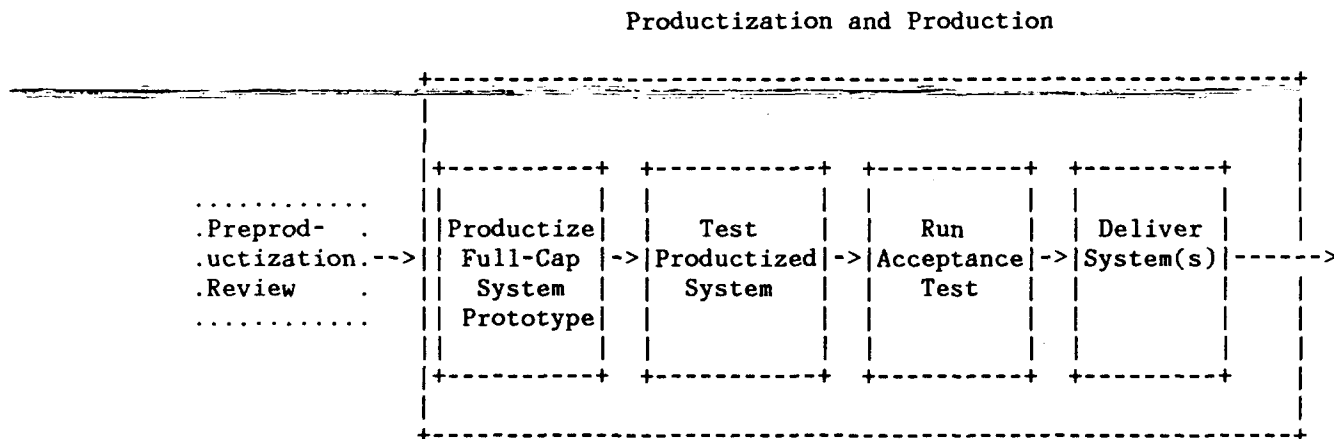 Productization and Production
.Preprod-
.uctization.
.Review
Productize
Full-Cap
System
Prototype
Test
Productized
System
Run
Acceptance
Test
Deliver
System(s)